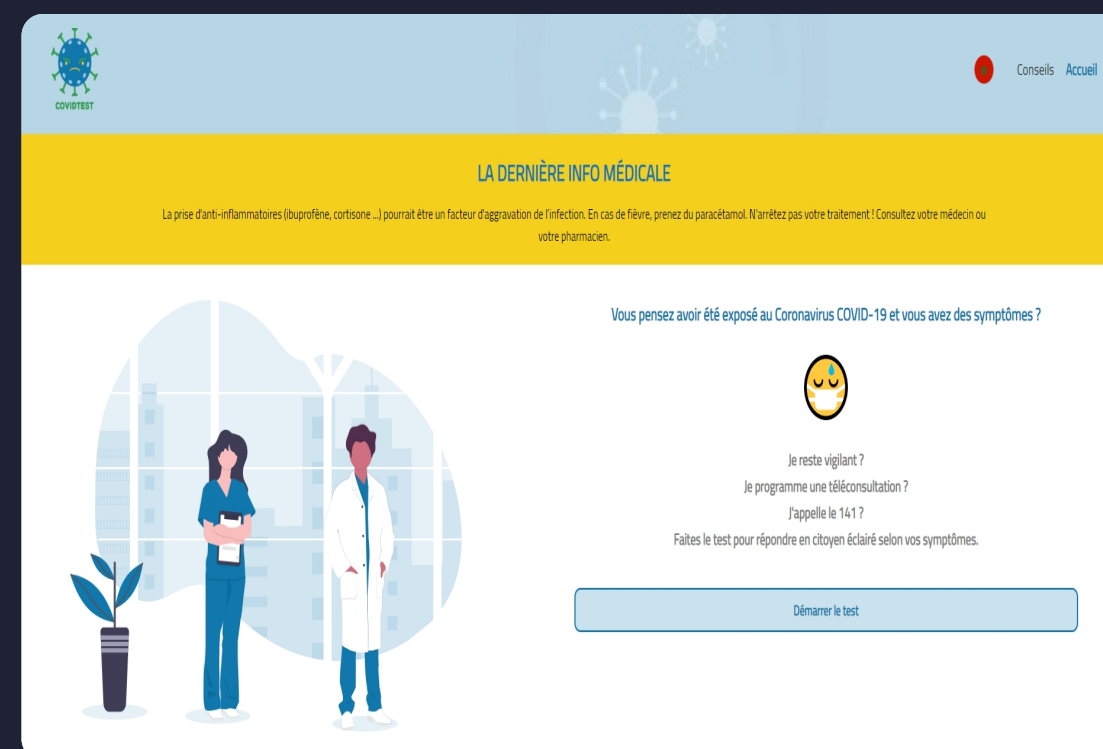 COVIDTEST
Conseils Accueil
LA DERNIÈRE INFO MÉDICALE
La prise d'anti-inflammatoires (ibuprofène, cortisone ...) pourrait être un facteur d'aggravation de l'infection. En cas de fièvre, prenez du paracétamol. N'arrêtez pas votre traitement ! Consultez votre médecin ou
votre pharmacien.
Vous pensez avoir été exposé au Coronavirus COVID-19 et vous avez des symptômes ?
Je reste vigilant ?
Je programme une téléconsultation ?
J'appelle le 141 ?
Faites le test pour répondre en citoyen éclairé selon vos symptômes.
Démarrer le test